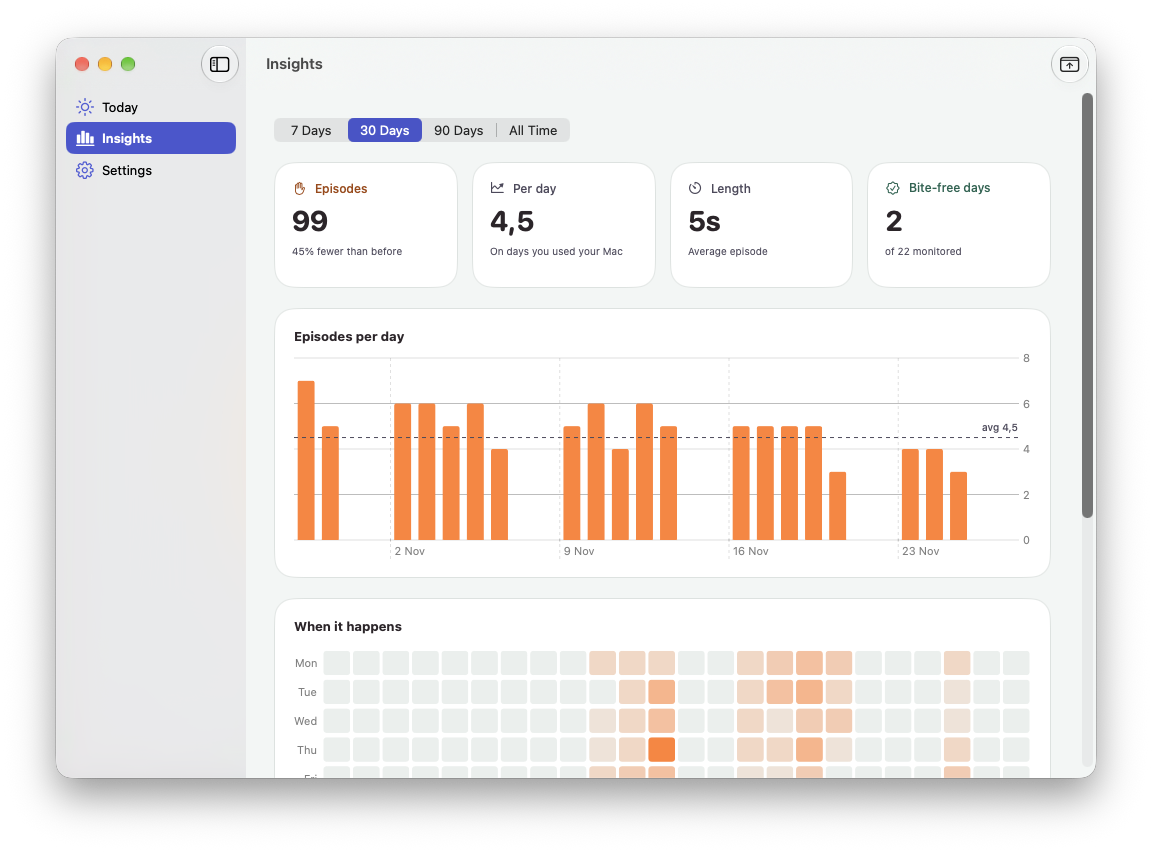 Insights
Today
Insights
Settings
7 Days
30 Days
90 Days
All Time
Episodes
99
45% fewer than before
Per day
4,5
On days you used your Mac
Length
5s
Average episode
Bite-free days
2
of 22 monitored
Episodes per day
8
6
avg 4,5
4
2
0
2 Nov
9 Nov
16 Nov
23 Nov
When it happens
Mon
Tue
Wed
Thu
Fri